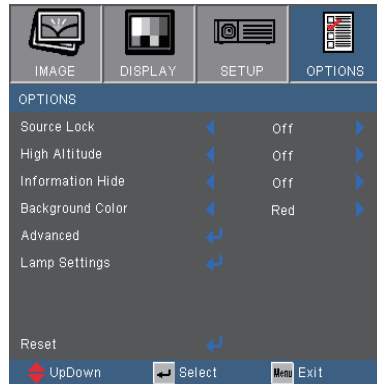 IMAGE DISPLAY SETUP OPTIONS
OPTIONS
Source Lock Off
High Altitude Off
Information Hide Off
Background Color Red
Advanced
Lamp Settings
Reset
UpDown Select Menu Exit